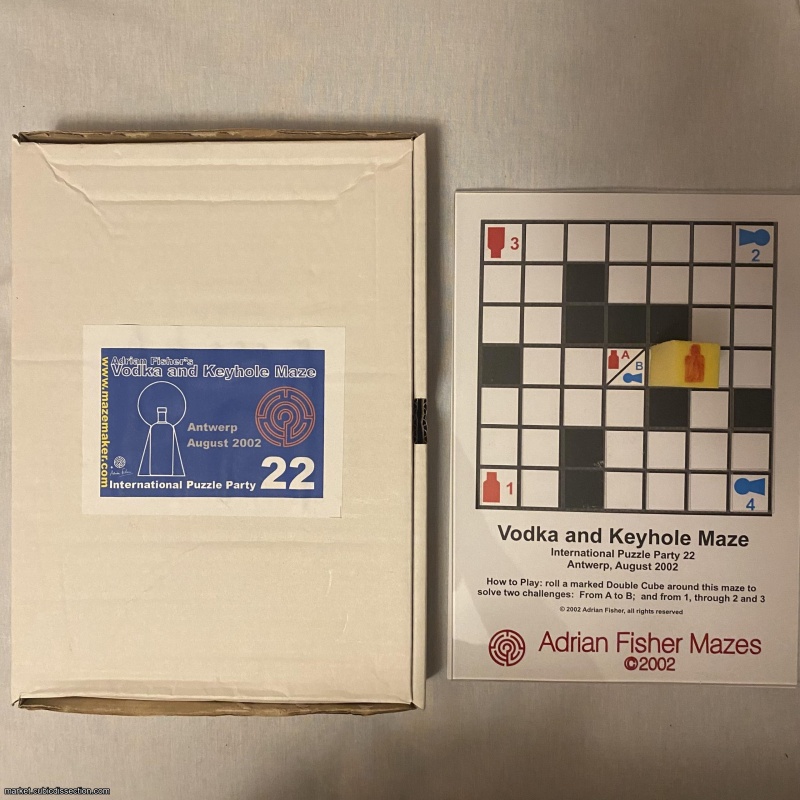 www.mazemaker.com
Adrian Fisher's
Vodka and Keyhole Maze
Antwerp
August 2002
International Puzzle Party 22
3
2
A
B
1
4
Vodka and Keyhole Maze
International Puzzle Party 22
Antwerp, August 2002
How to Play: roll a marked Double Cube around this maze to
solve two challenges: From A to B; and from 1, through 2 and 3
© 2002 Adrian Fisher, all rights reserved
Adrian Fisher Mazes
©2002
market.cubicdissection.com